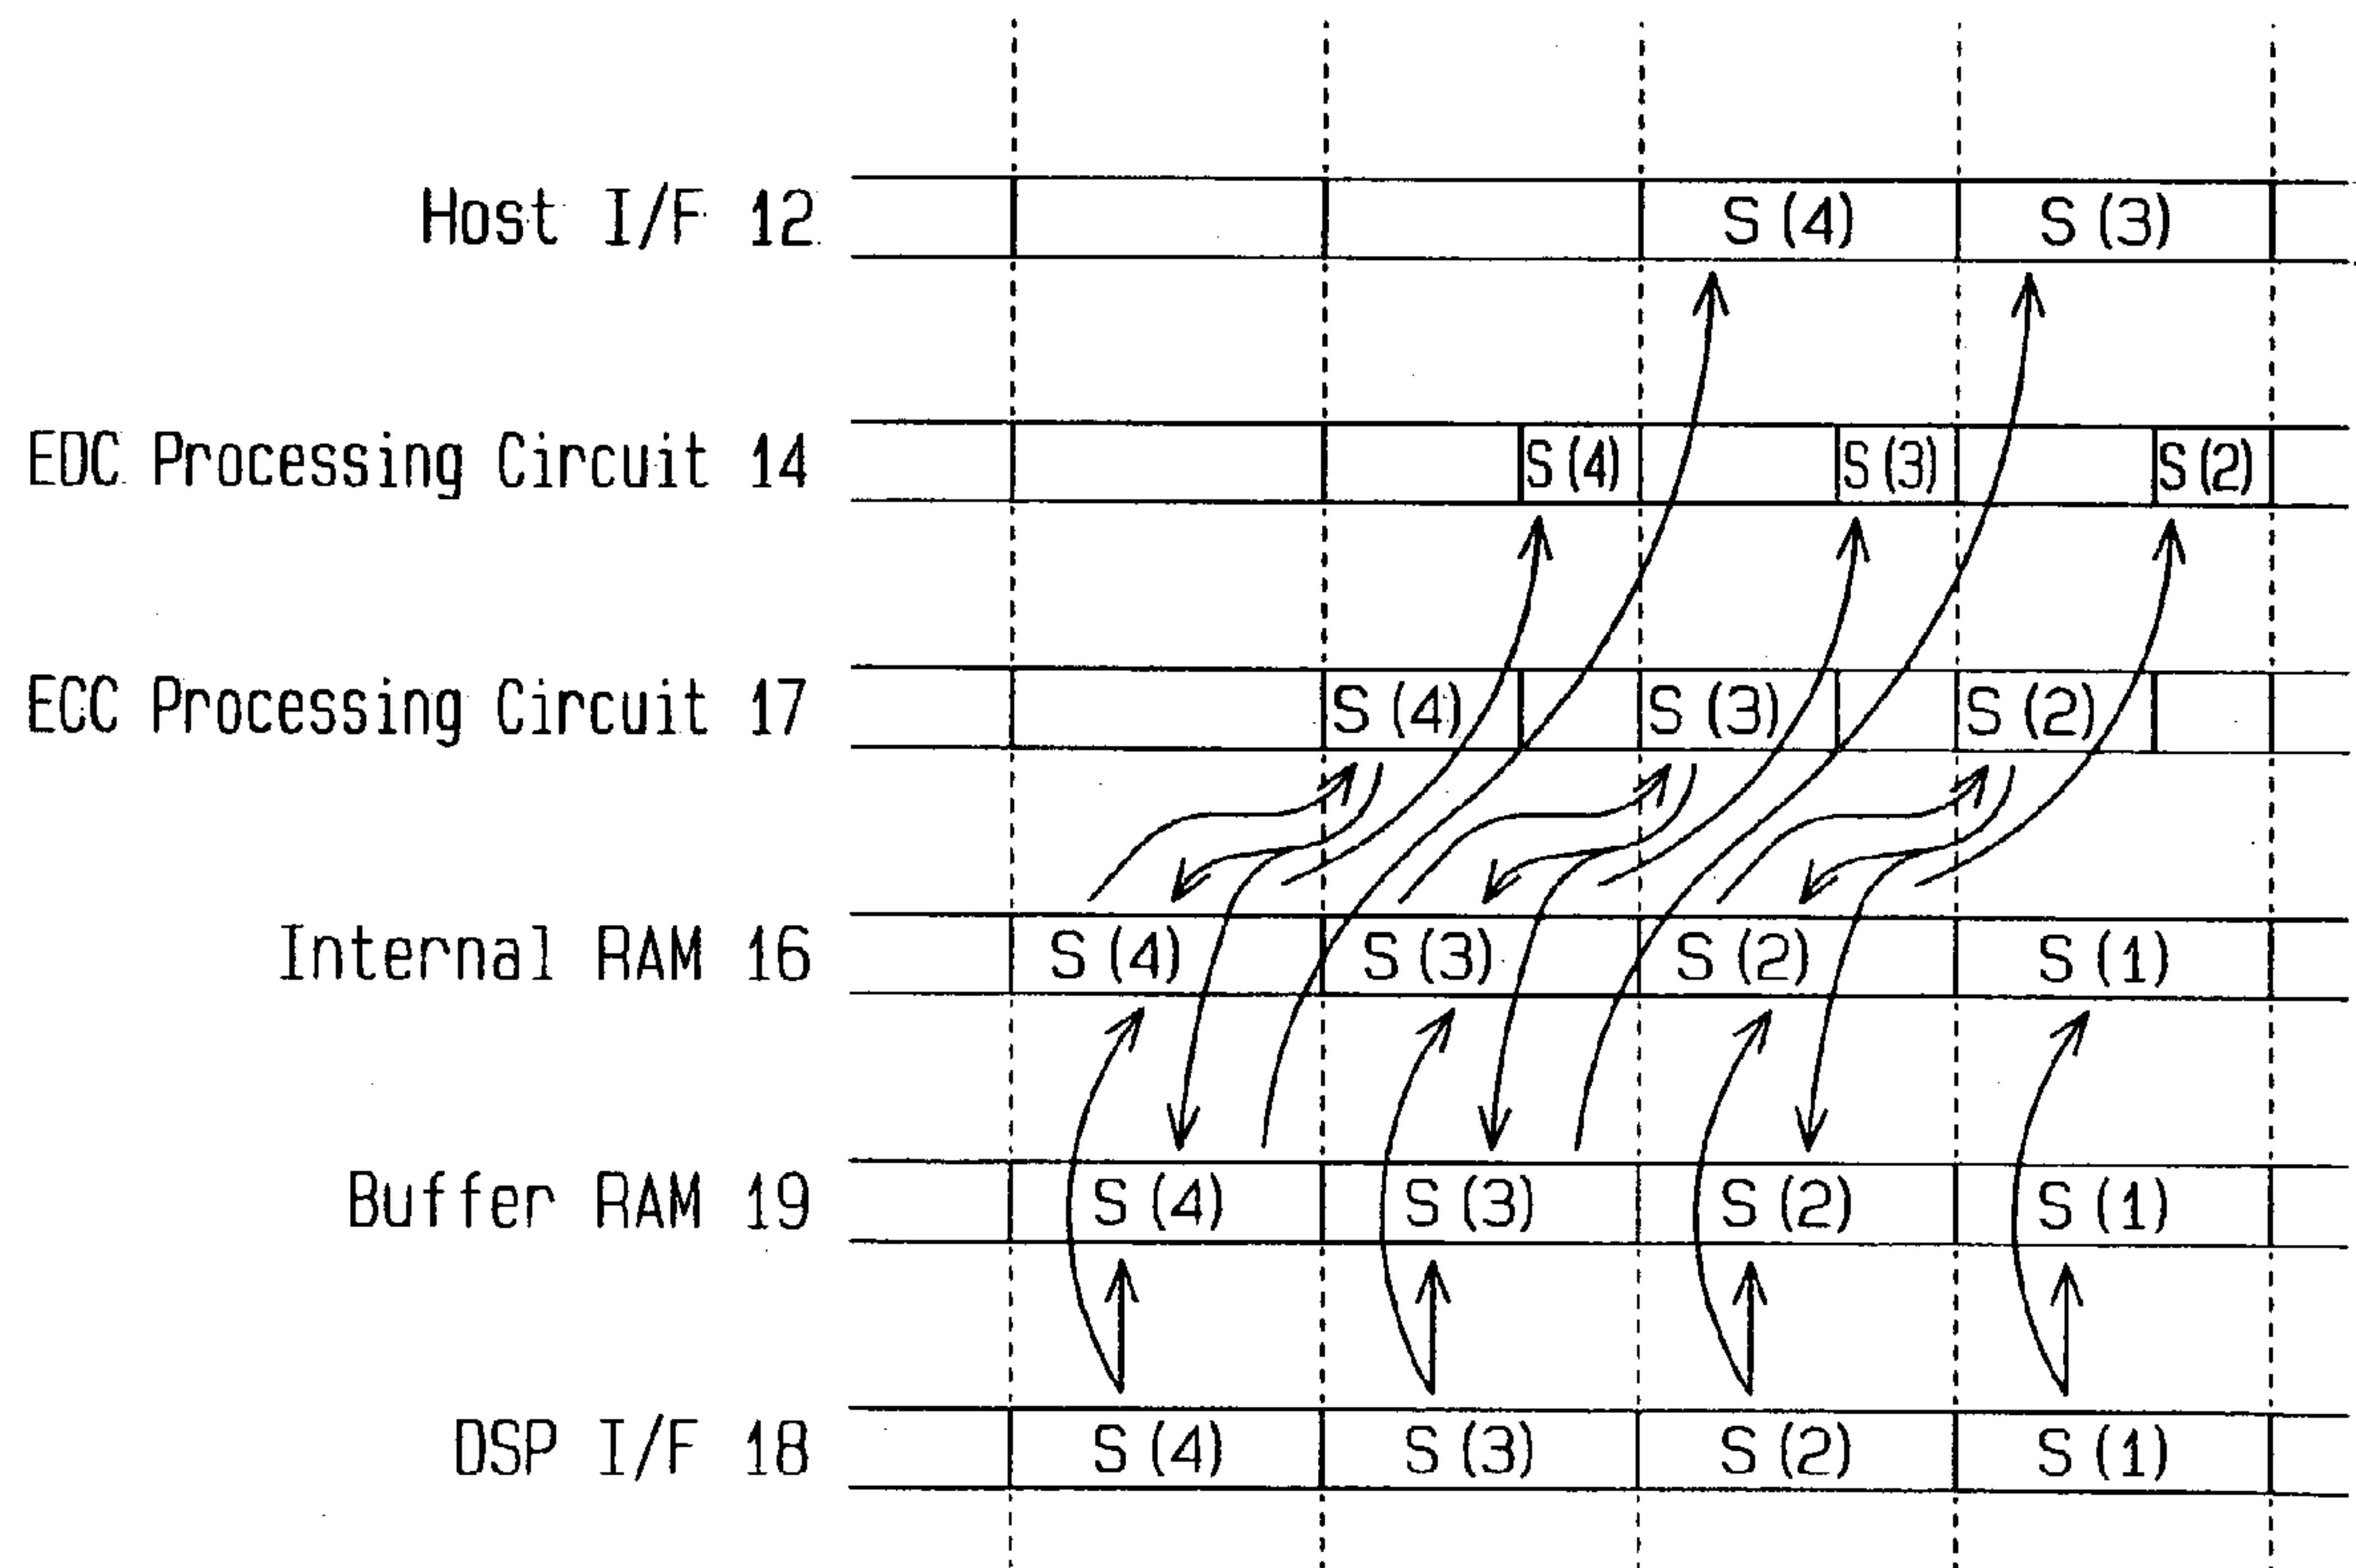 Host I/F 12 S(4) S(3)
EDC Processing Circuit 14 S(4) S(3) S(2)
ECC Processing Circuit 17 S(4) S(3) S(2)
Internal RAM 16 S(4) S(3) S(2) S(1)
Buffer RAM 19 S(4) S(3) S(2) S(1)
DSP I/F 18 S(4) S(3) S(2) S(1)